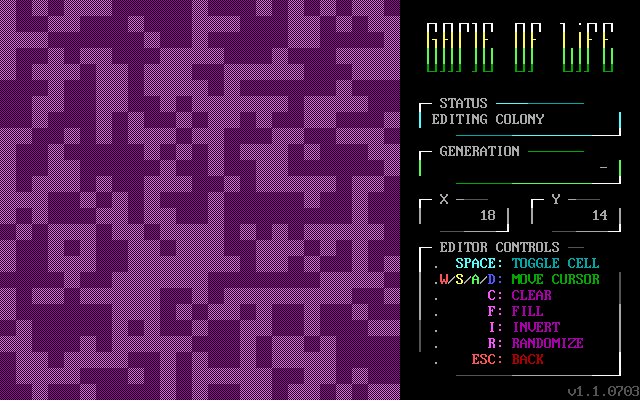 GAME OF LIFE
STATUS
EDITING COLONY
GENERATION
-
X
18
Y
14
EDITOR CONTROLS
. SPACE: TOGGLE CELL
.W/S/A/D: MOVE CURSOR
. C: CLEAR
. F: FILL
. I: INVERT
. R: RANDOMIZE
. ESC: BACK
v1.1.0703